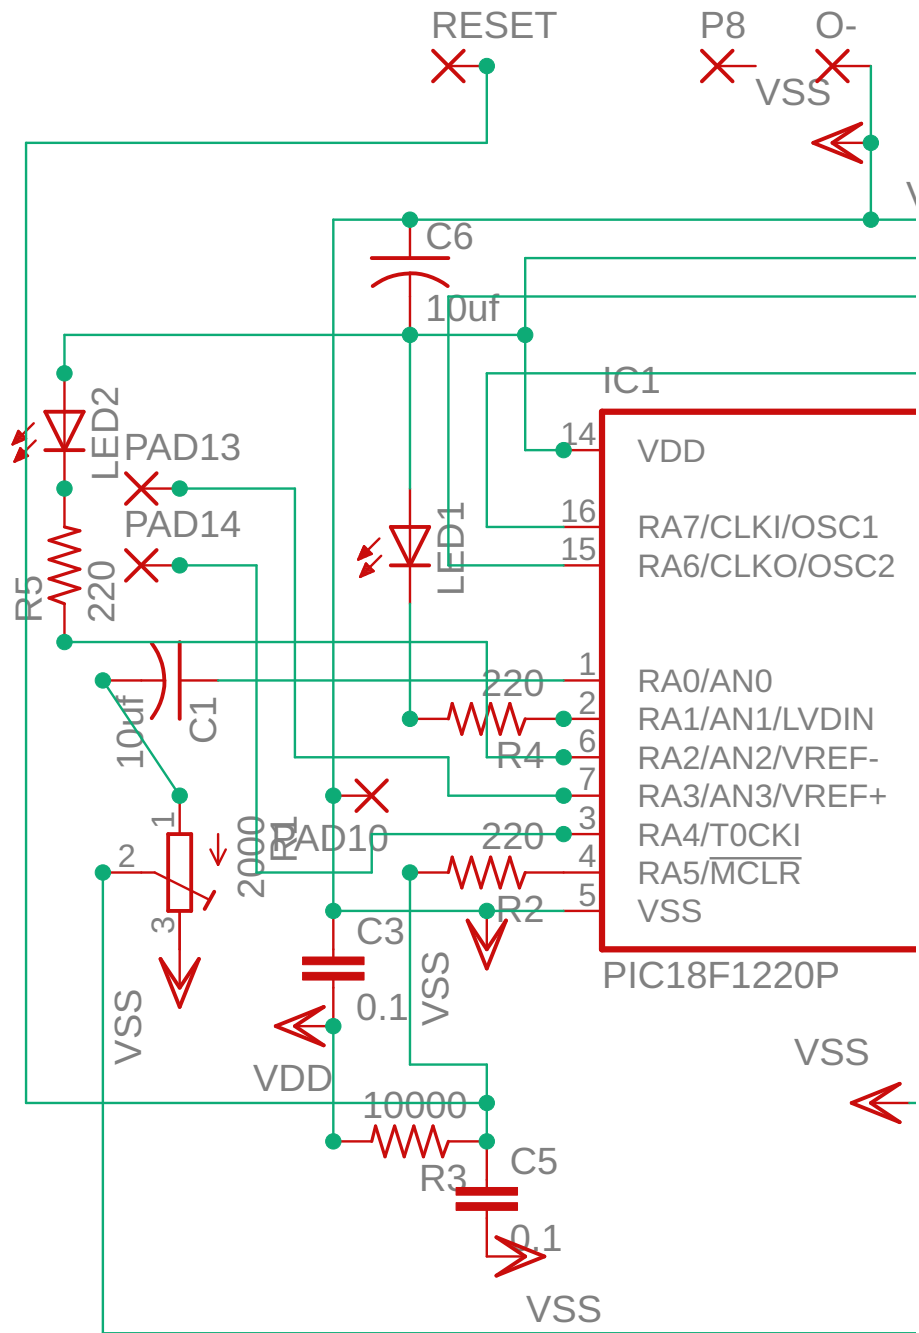 RESET
P8
O-
VSS
C6
10uf
IC1
LED2
PAD13
PAD14
LED1
R5
220
14
VDD
16
RA7/CLKI/OSC1
15
RA6/CLKO/OSC2
10uf
C1
220
R4
1
RA0/AN0
2
RA1/AN1/LVDIN
6
RA2/AN2/VREF-
7
RA3/AN3/VREF+
3
RA4/T0CKI
4
RA5/MCLR
5
VSS
1
2
3
2000
R1
PAD10
220
R2
C3
0.1
VSS
VSS
PIC18F1220P
VDD
VSS
10000
R3
C5
0.1
VSS